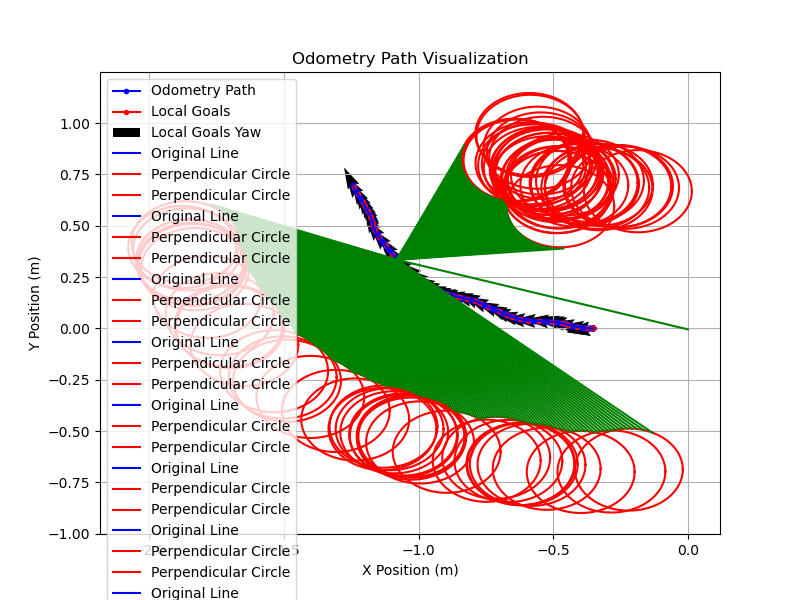 Odometry Path Visualization
Y Position (m)
1.00
0.75
0.50
0.25
0.00
−0.25
−0.50
−0.75
−1.00
Odometry Path
Local Goals
Local Goals Yaw
Original Line
Perpendicular Circle
Perpendicular Circle
Original Line
Perpendicular Circle
Perpendicular Circle
Original Line
Perpendicular Circle
Perpendicular Circle
Original Line
Perpendicular Circle
Perpendicular Circle
Original Line
Perpendicular Circle
Perpendicular Circle
Original Line
Perpendicular Circle
Perpendicular Circle
Original Line
Perpendicular Circle
Perpendicular Circle
Original Line
−1.0
−0.5
0.0
X Position (m)